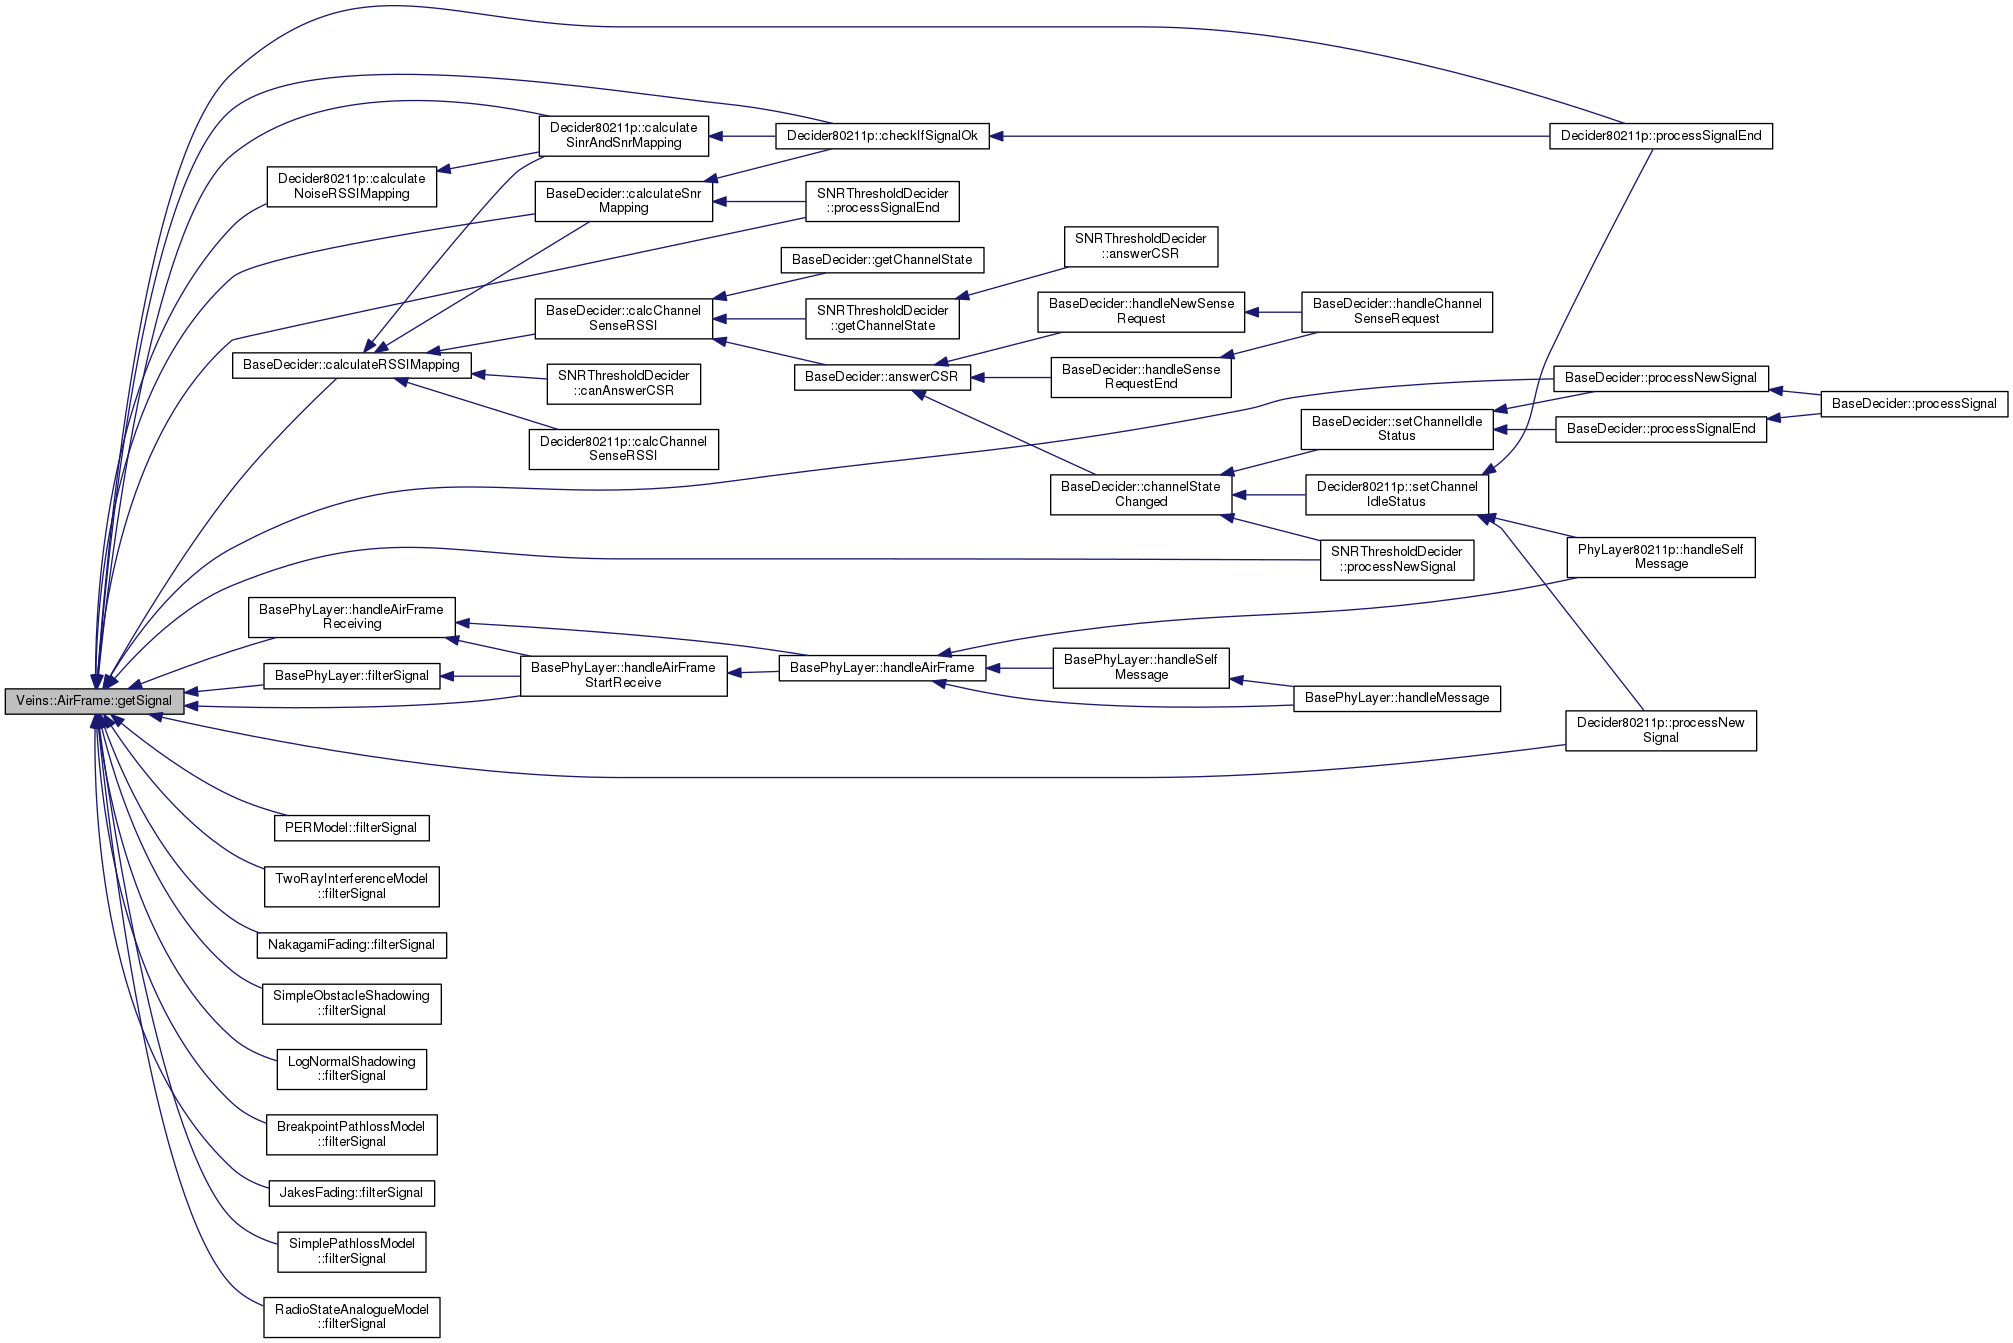 Veins::AirFrame::getSignal
Decider80211p::calculate
NoiseRSSIMapping
BaseDecider::calculateRSSIMapping
BasePhyLayer::handleAirFrame
Receiving
BasePhyLayer::filterSignal
PERModel::filterSignal
TwoRayInterferenceModel
::filterSignal
NakagamiFading::filterSignal
SimpleObstacleShadowing
::filterSignal
LogNormalShadowing
::filterSignal
BreakpointPathlossModel
::filterSignal
JakesFading::filterSignal
SimplePathlossModel
::filterSignal
RadioStateAnalogueModel
::filterSignal
Decider80211p::calculate
SinrAndSnrMapping
BaseDecider::calculateSnr
Mapping
BaseDecider::calcChannel
SenseRSSI
SNRThresholdDecider
::canAnswerCSR
Decider80211p::calcChannel
SenseRSSI
BasePhyLayer::handleAirFrame
StartReceive
Decider80211p::checkIfSignalOk
SNRThresholdDecider
::processSignalEnd
BaseDecider::getChannelState
SNRThresholdDecider
::getChannelState
BaseDecider::answerCSR
BasePhyLayer::handleAirFrame
SNRThresholdDecider
::answerCSR
BaseDecider::handleNewSense
Request
BaseDecider::handleSense
RequestEnd
BaseDecider::channelState
Changed
BasePhyLayer::handleSelf
Message
BaseDecider::handleChannel
SenseRequest
BaseDecider::setChannelIdle
Status
Decider80211p::setChannel
IdleStatus
SNRThresholdDecider
::processNewSignal
BasePhyLayer::handleMessage
Decider80211p::processSignalEnd
BaseDecider::processNewSignal
BaseDecider::processSignalEnd
PhyLayer80211p::handleSelf
Message
Decider80211p::processNew
Signal
BaseDecider::processSignal